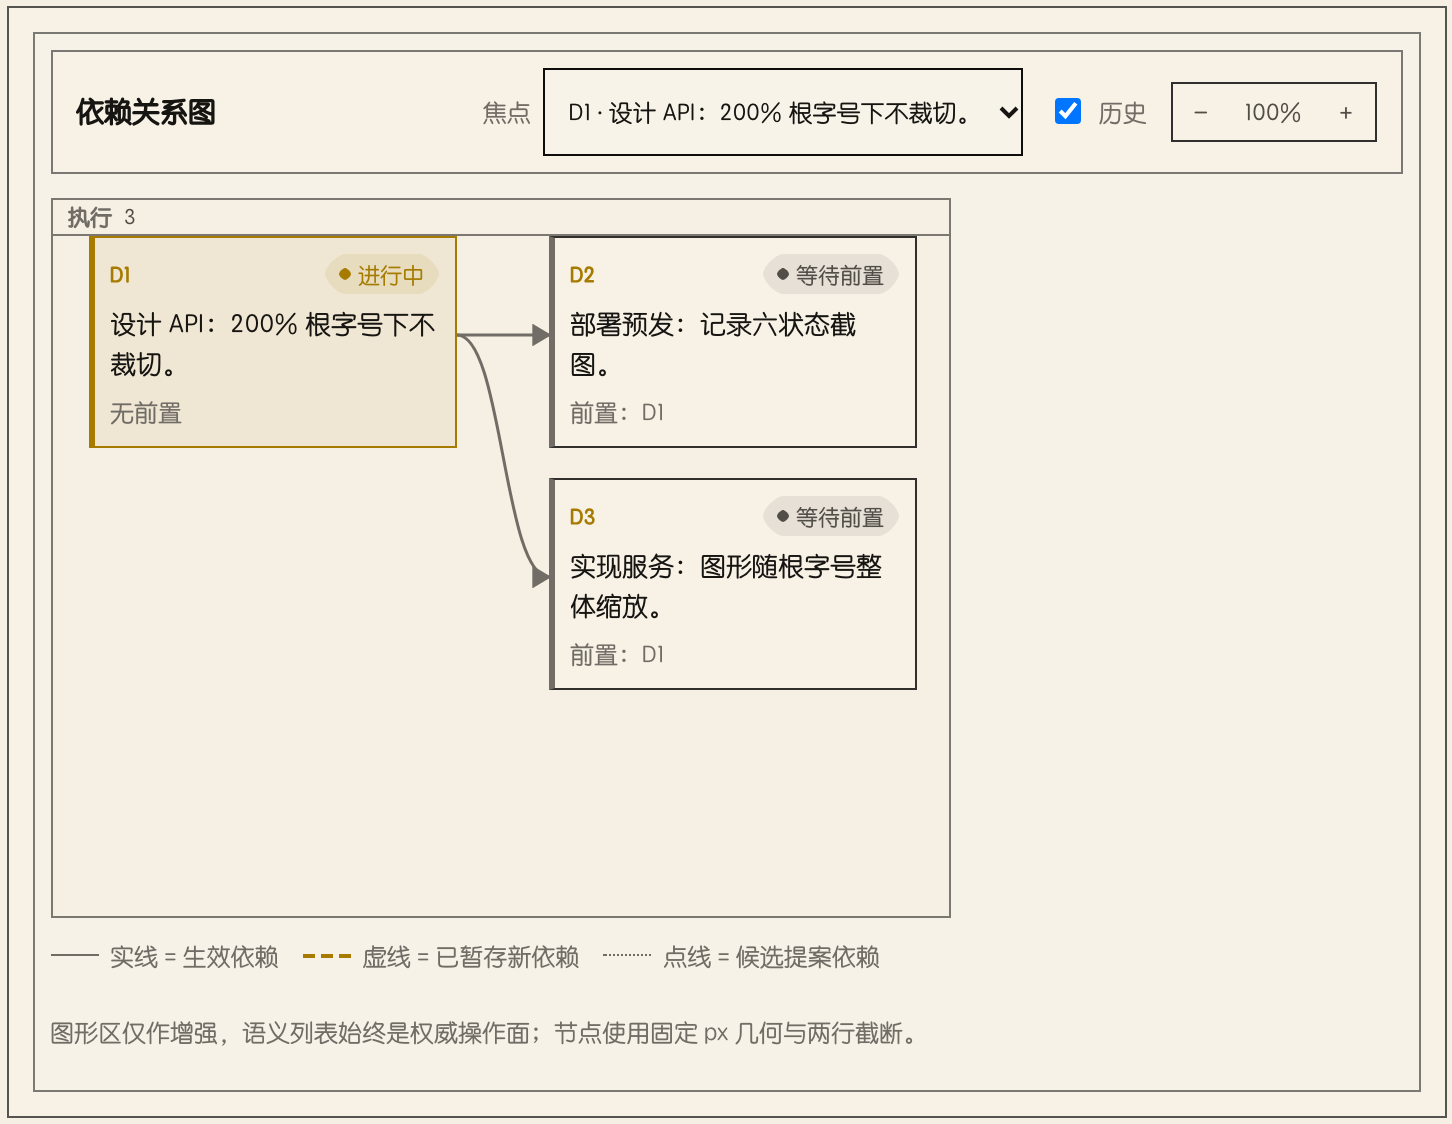 依赖关系图
焦点
D1 · 设计 API：200% 根字号下不裁切。
历史
− 100% +
执行 3
D1
进行中
设计 API：200% 根字号下不
裁切。
无前置
D2
等待前置
部署预发：记录六状态截
图。
前置：D1
D3
等待前置
实现服务：图形随根字号整
体缩放。
前置：D1
实线 = 生效依赖
虚线 = 已暂存新依赖
点线 = 候选提案依赖
图形区仅作增强，语义列表始终是权威操作面；节点使用固定 px 几何与两行截断。